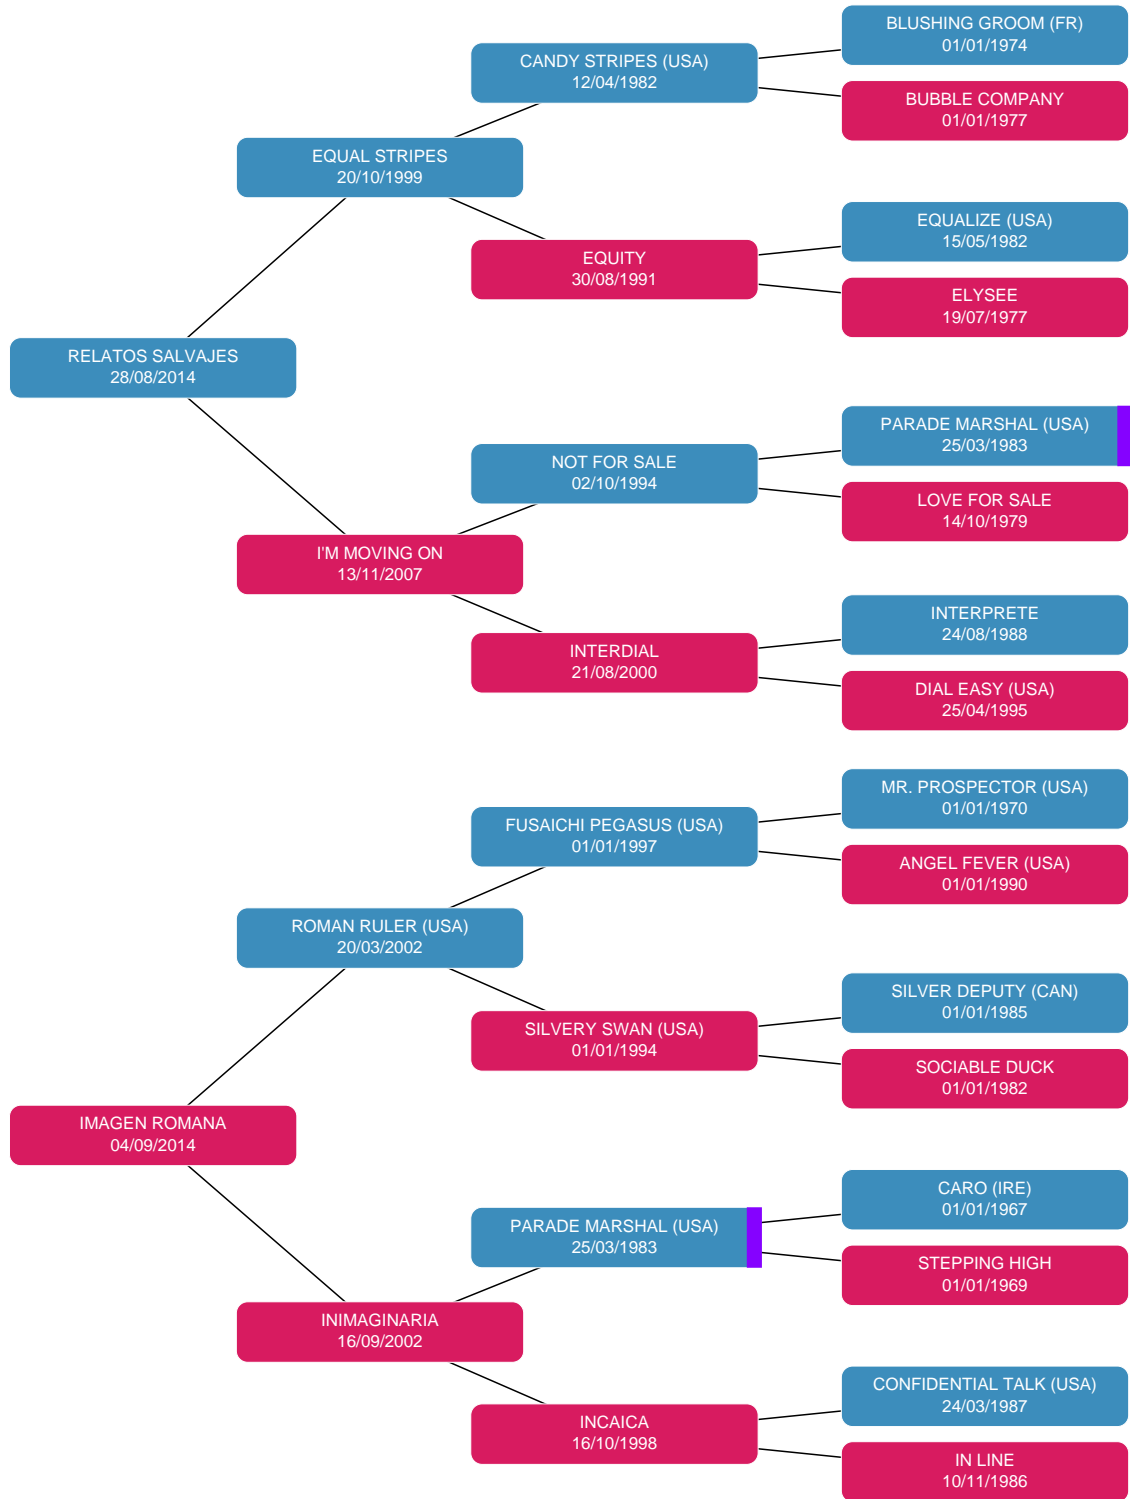 BLUSHING GROOM (FR)
01/01/1974
CANDY STRIPES (USA)
12/04/1982
BUBBLE COMPANY
01/01/1977
EQUAL STRIPES
20/10/1999
EQUALIZE (USA)
15/05/1982
EQUITY
30/08/1991
ELYSEE
19/07/1977
RELATOS SALVAJES
28/08/2014
PARADE MARSHAL (USA)
25/03/1983
NOT FOR SALE
02/10/1994
LOVE FOR SALE
14/10/1979
I'M MOVING ON
13/11/2007
INTERPRETE
24/08/1988
INTERDIAL
21/08/2000
DIAL EASY (USA)
25/04/1995
MR. PROSPECTOR (USA)
01/01/1970
FUSAICHI PEGASUS (USA)
01/01/1997
ANGEL FEVER (USA)
01/01/1990
ROMAN RULER (USA)
20/03/2002
SILVER DEPUTY (CAN)
01/01/1985
SILVERY SWAN (USA)
01/01/1994
SOCIABLE DUCK
01/01/1982
IMAGEN ROMANA
04/09/2014
CARO (IRE)
01/01/1967
PARADE MARSHAL (USA)
25/03/1983
STEPPING HIGH
01/01/1969
INIMAGINARIA
16/09/2002
CONFIDENTIAL TALK (USA)
24/03/1987
INCAICA
16/10/1998
IN LINE
10/11/1986